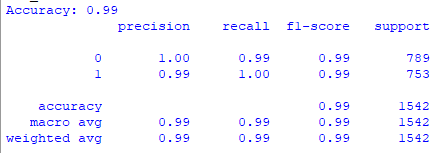 Accuracy: 0.99
precision recall f1-score support
0 1.00 0.99 0.99 789
1 0.99 1.00 0.99 753
accuracy 0.99 1542
macro avg 0.99 0.99 0.99 1542
weighted avg 0.99 0.99 0.99 1542